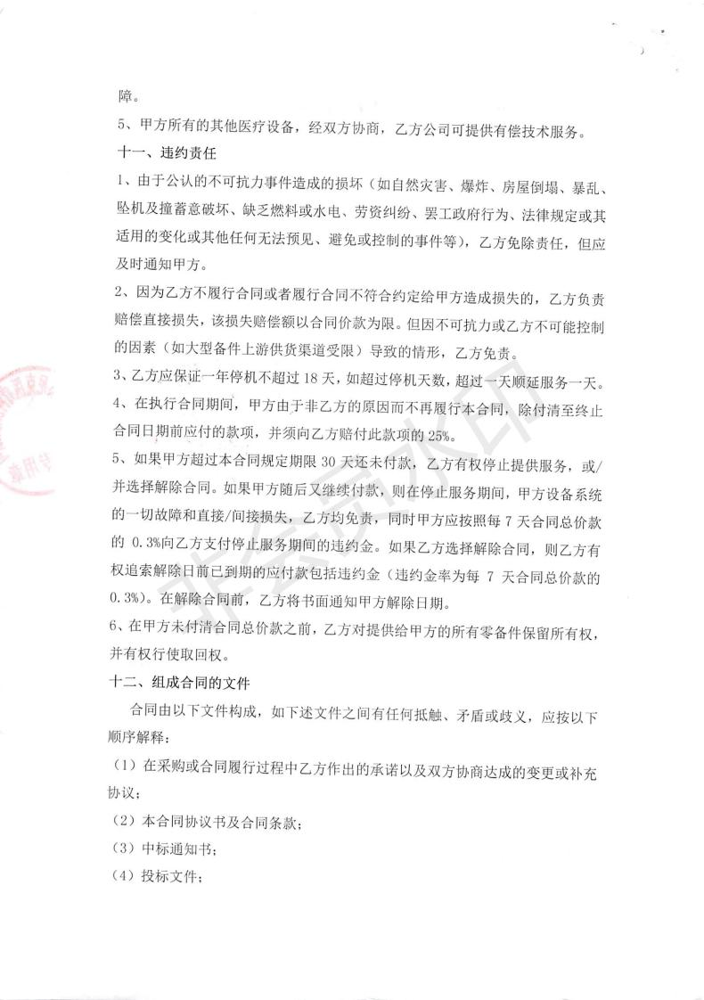 障。
5、甲方所有的其他医疗设备，经双方协商，乙方公司可提供有偿技术服务。
十一、违约责任
1、由于公认的不可抗力事件造成的损坏（如自然灾害、爆炸、房屋倒塌、暴乱、
坠机及撞蓄意破坏、缺乏燃料或水电、劳资纠纷、罢工政府行为、法律规定或其
适用的变化或其他任何无法预见、避免或控制的事件等），乙方免除责任，但应
及时通知甲方。
2、因为乙方不履行合同或者履行合同不符合约定给甲方造成损失的，乙方负责
赔偿直接损失，该损失赔偿额以合同价款为限。但因不可抗力或乙方不可能控制
的因素（如大型备件上游供货渠道受限）导致的情形，乙方免责。
3、乙方应保证一年停机不超过 18 天，如超过停机天数，超过一天顺延服务一天。
4、在执行合同期间，甲方由于非乙方的原因而不再履行本合同，除付清至终止
合同日期前应付的款项，并须向乙方赔付此款项的 25%。
5、如果甲方超过本合同规定期限 30 天还未付款，乙方有权停止提供服务，或/
并选择解除合同。如果甲方随后又继续付款，则在停止服务期间，甲方设备系统
的一切故障和直接/间接损失，乙方均免责，同时甲方应按照每 7 天合同总价款
的 0.3%向乙方支付停止服务期间的违约金。如果乙方选择解除合同，则乙方有
权追索解除日前已到期的应付款包括违约金（违约金率为每 7 天合同总价款的
0.3%）。在解除合同前，乙方将书面通知甲方解除日期。
6、在甲方未付清合同总价款之前，乙方对提供给甲方的所有零备件保留所有权，
并有权行使取回权。
十二、组成合同的文件
合同由以下文件构成，如下述文件之间有任何抵触、矛盾或歧义，应按以下
顺序解释：
（1）在采购或合同履行过程中乙方作出的承诺以及双方协商达成的变更或补充
协议；
（2）本合同协议书及合同条款；
（3）中标通知书；
（4）投标文件；
非会员水印
专用章